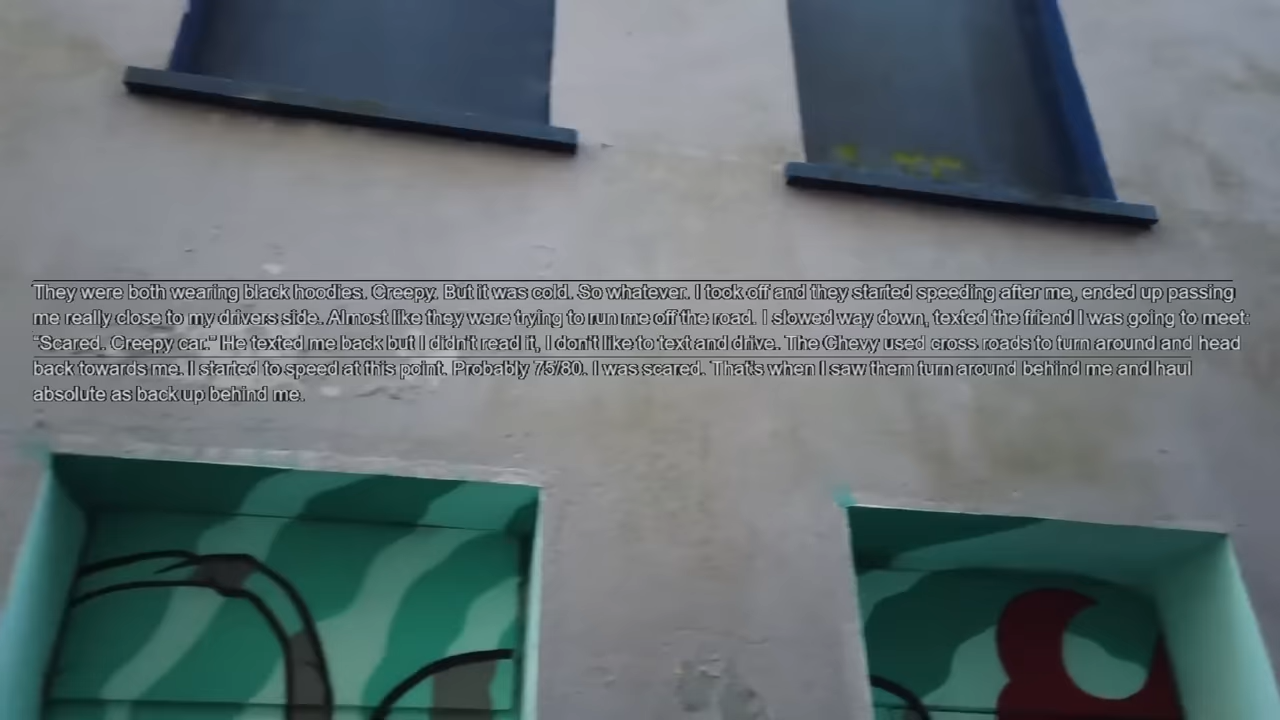 They were both wearing black hoodies. Creepy. But it was cold. So whatever. I took off and they started speeding after me, ended up passing
me really close to my drivers side. Almost like they were trying to run me off the road. I slowed way down, texted the friend I was going to meet:
"Scared. Creepy car." He texted me back but I didn't read it, I don't like to text and drive. The Chevy used cross roads to turn around and head
back towards me. I started to speed at this point. Probably 75/80. I was scared. That's when I saw them turn around behind me and haul
absolute as back up behind me.